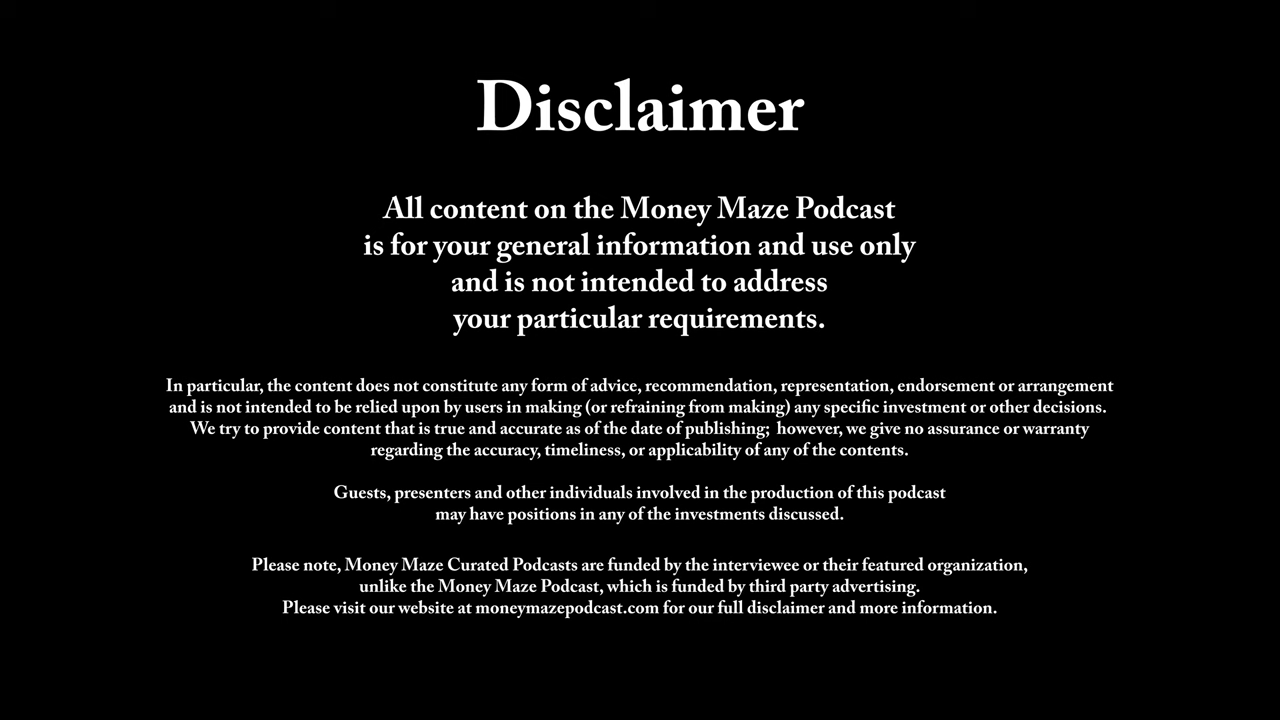 Disclaimer
All content on the Money Maze Podcast
is for your general information and use only
and is not intended to address
your particular requirements.
In particular, the content does not constitute any form of advice, recommendation, representation, endorsement or arrangement
and is not intended to be relied upon by users in making (or refraining from making) any specific investment or other decisions.
We try to provide content that is true and accurate as of the date of publishing;  however, we give no assurance or warranty
regarding the accuracy, timeliness, or applicability of any of the contents.
Guests, presenters and other individuals involved in the production of this podcast
may have positions in any of the investments discussed.
Please note, Money Maze Curated Podcasts are funded by the interviewee or their featured organization,
unlike the Money Maze Podcast, which is funded by third party advertising.
Please visit our website at moneymazepodcast.com for our full disclaimer and more information.